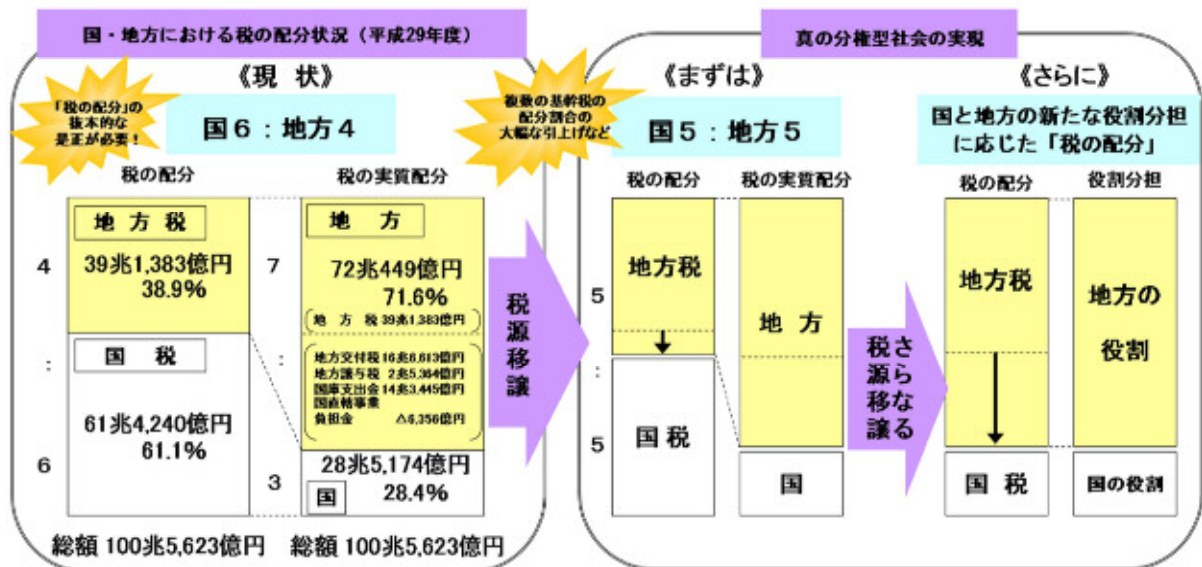 国・地方における税の配分状況（平成29年度）
《現 状》
「税の配分」の
抜本的な
是正が必要！
国６：地方４
税の配分
税の実質配分
地 方 税
39兆1,383億円
38.9%
国 税
61兆4,240億円
61.1%
4
:
6
7
:
3
地 方
72兆449億円
71.6%
地 方 税 39兆1,383億円
地方交付税 16兆6,613億円
地方譲与税 2兆5,364億円
国庫支出金 14兆3,445億円
国直轄事業
負担金 △6,356億円
28兆5,174億円
国
28.4%
総額 100兆5,623億円
総額 100兆5,623億円
税源移譲
真の分権型社会の実現
《まずは》
複数の基幹税の
配分割合の
大幅な引上げなど
国５：地方５
税の配分
税の実質配分
5
:
5
地方税
国 税
地 方
国
さらなる
税源移譲
《さらに》
国と地方の新たな役割分担
に応じた「税の配分」
税の配分
役割分担
地方税
国 税
地方の
役割
国の役割